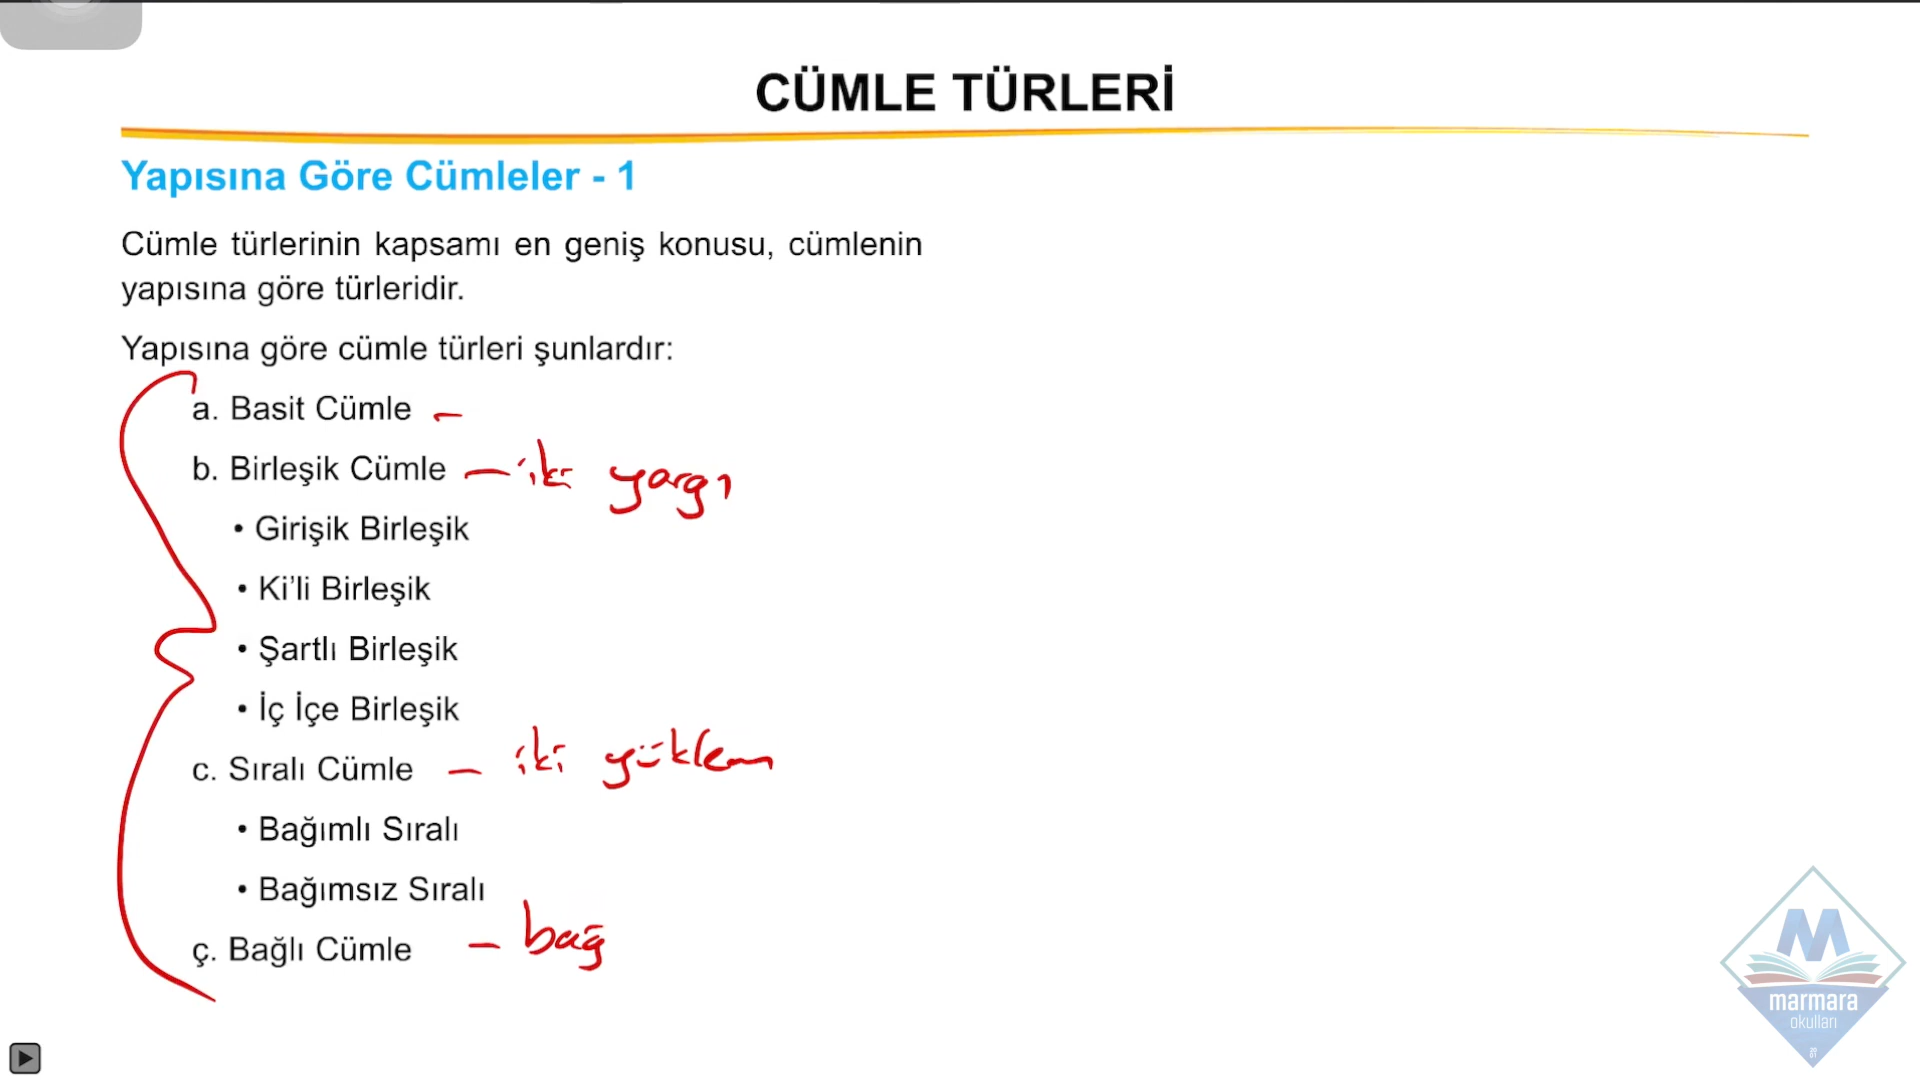 CÜMLE TÜRLERİ
Yapısına Göre Cümleler - 1
Cümle türlerinin kapsamı en geniş konusu, cümlenin
yapısına göre türleridir.
Yapısına göre cümle türleri şunlardır:
a. Basit Cümle –
b. Birleşik Cümle – iki yargı
• Girişik Birleşik
• Ki’li Birleşik
• Şartlı Birleşik
• İç İçe Birleşik
c. Sıralı Cümle – iki yüklem
• Bağımlı Sıralı
• Bağımsız Sıralı
ç. Bağlı Cümle – bağ
M
marmara
okulları